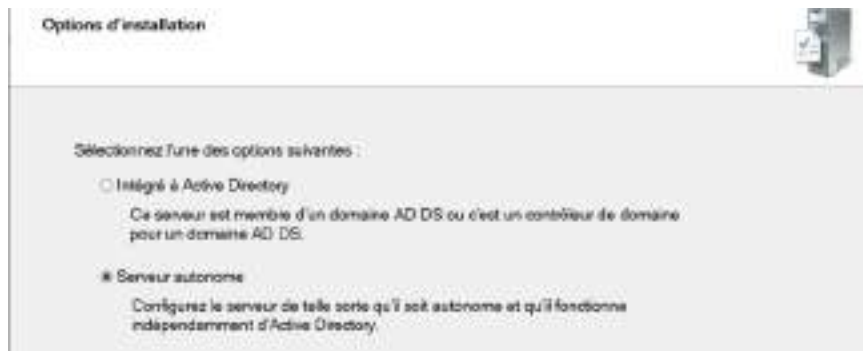 Options d'installation
Sélectionnez l'une des options suivantes :
Intégré à Active Directory
Ce serveur est membre d'un domaine AD DS ou c'est un contrôleur de domaine
pour un domaine AD DS.
Serveur autonome
Configurez le serveur de telle sorte qu'il soit autonome et qu'il fonctionne
indépendamment d'Active Directory.